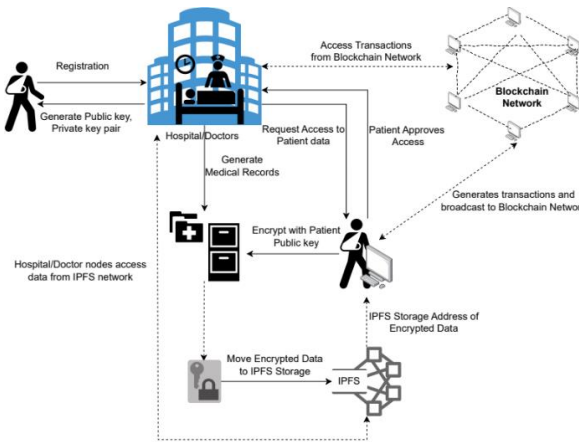 Registration
Generate Public key,
Private key pair
Hospital/Doctors
Access Transactions
from Blockchain Network
Blockchain
Network
Request Access to
Patient data
Patient Approves
Access
Generate
Medical Records
Generates transactions and
broadcast to Blockchain Networ
Encrypt with Patient
Public key
Hospital/Doctor nodes access
data from IPFS network
IPFS Storage Address of
Encrypted Data
Move Encrypted Data
to IPFS Storage
IPFS